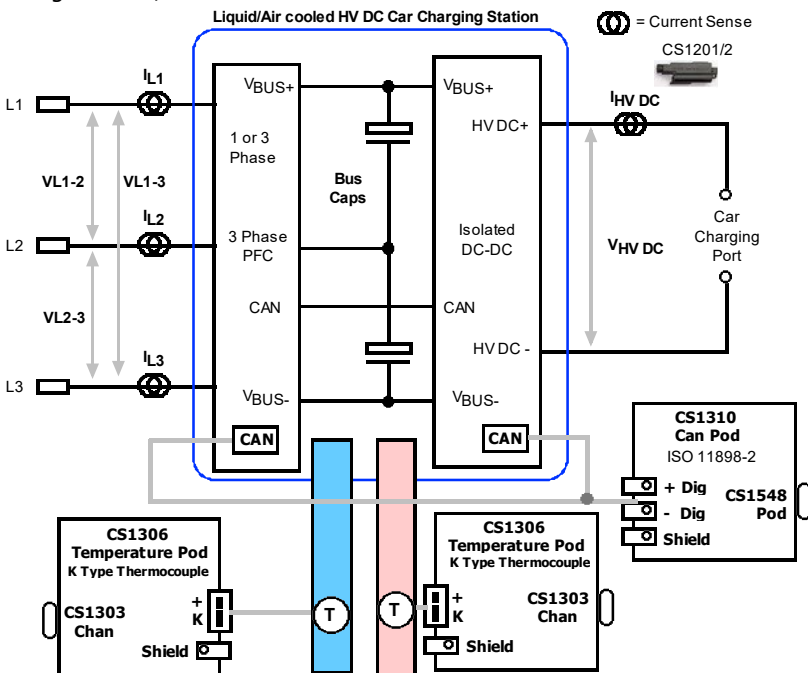 Liquid/Air cooled HV DC Car Charging Station
= Current Sense
CS1201/2
L1
IL1
VBUS+
VBUS+
IHV DC
HV DC+
1 or 3
Phase
VL1-2
VL1-3
Bus
Caps
IL2
L2
3 Phase
PFC
Isolated
DC-DC
VHV DC
Car
Charging
Port
CAN
CAN
VL2-3
IL3
HV DC -
L3
VBUS-
VBUS-
CAN
CAN
CS1310
Can Pod
ISO 11898-2
+ Dig
- Dig
Shield
CS1548
Pod
CS1306
Temperature Pod
K Type Thermocouple
+
K
CS1303
Chan
Shield
T
T
CS1306
Temperature Pod
K Type Thermocouple
+
K
CS1303
Chan
Shield